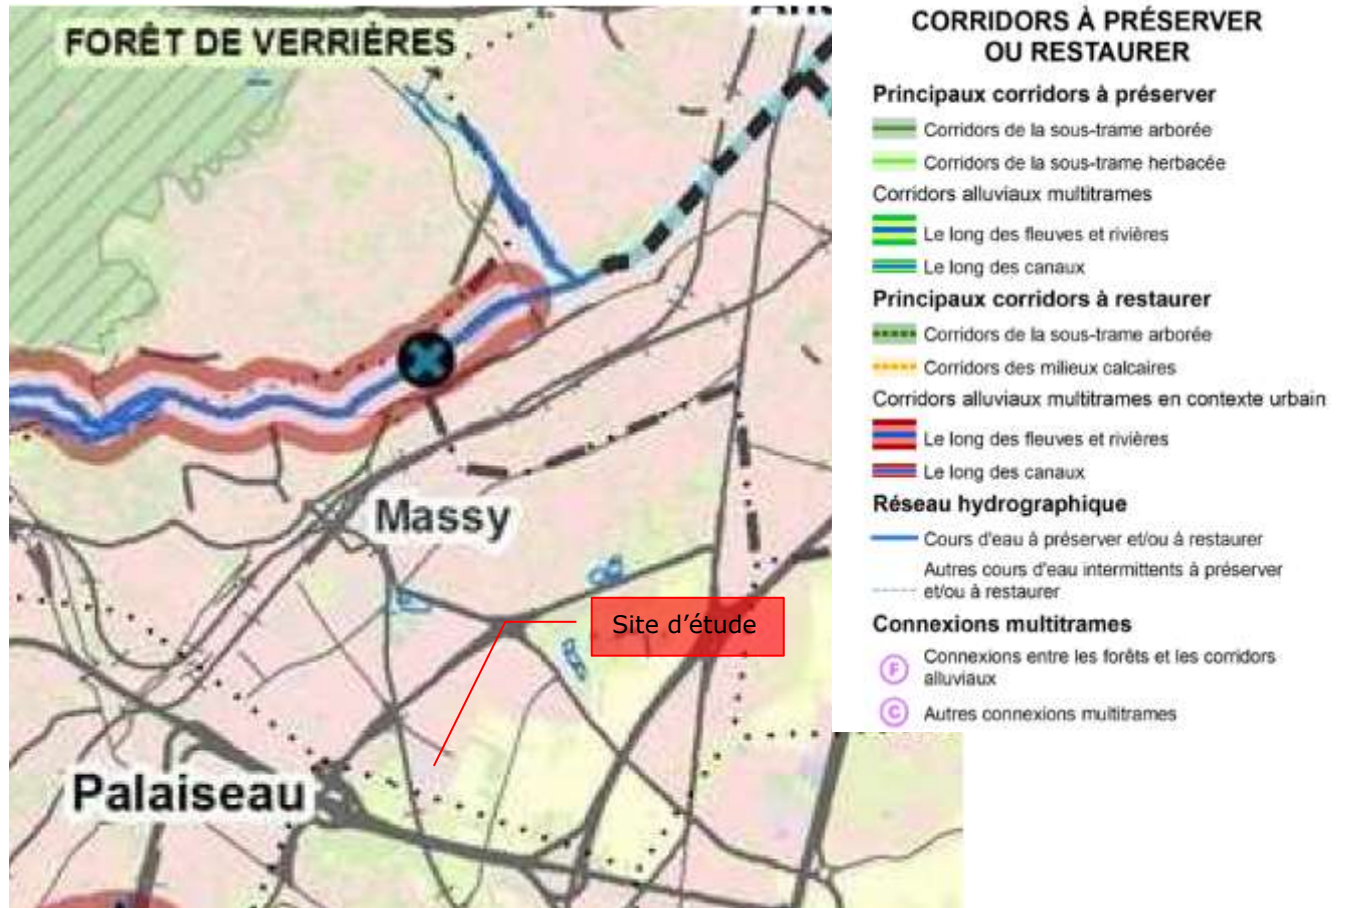 FORÊT DE VERRIÈRES
Massy
Site d'étude
Palaiseau
CORRIDORS À PRÉSERVER
OU RESTAURER
Principaux corridors à préserver
Corridors de la sous-trame arborée
Corridors de la sous-trame herbacée
Corridors alluviaux multitrames
Le long des fleuves et rivières
Le long des canaux
Principaux corridors à restaurer
Corridors de la sous-trame arborée
Corridors des milieux calcaires
Corridors alluviaux multitrames en contexte urbain
Le long des fleuves et rivières
Le long des canaux
Réseau hydrographique
Cours d'eau à préserver et/ou à restaurer
Autres cours d'eau intermittents à préserver
et/ou à restaurer
Connexions multitrames
F
Connexions entre les forêts et les corridors
alluviaux
C
Autres connexions multitrames